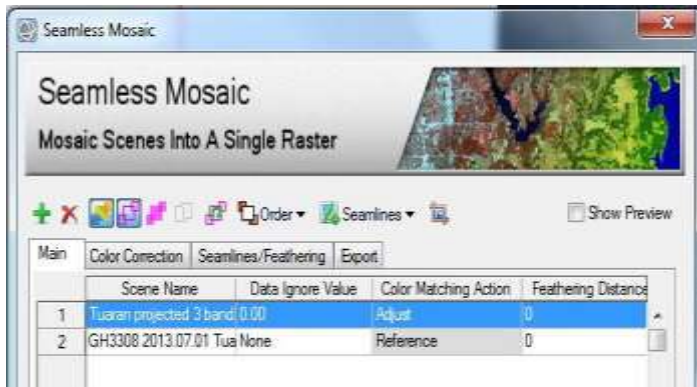 Seamless Mosaic
Seamless Mosaic
Mosaic Scenes Into A Single Raster
Order Seamlines Show Preview
Main Color Correction Seamlines/Feathering Export
Scene Name Data Ignore Value Color Matching Action Feathering Distance
1 Tuaran projected 3 band 0.00 Adjust 0
2 GH3308 2013.07.01 Tua None Reference 0